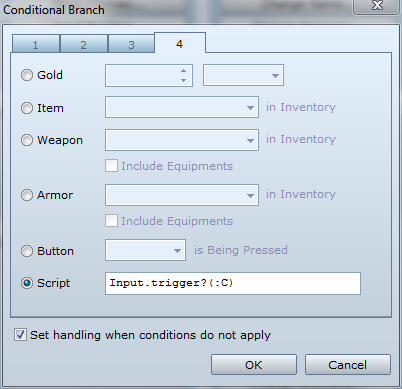 Conditional Branch
1 2 3 4
Gold
Item in Inventory
Weapon in Inventory
Include Equipments
Armor in Inventory
Include Equipments
Button is Being Pressed
Script Input.trigger?(:C)
Set handling when conditions do not apply
OK Cancel